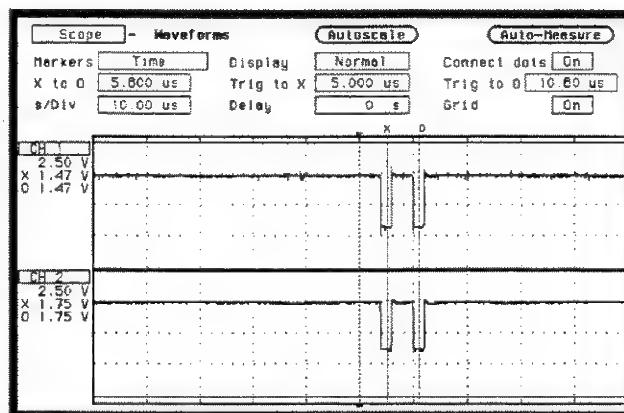 Scope - Waveforms Autoscale Auto-Measure
Markers Time Display Normal Connect dots On
X to O 5.800 us Trig to X 5.000 us Trig to O 10.80 us
s/Div 10.00 us Delay 0 s Grid On
X O
CH 1
2.50 V
X 1.47 V
O 1.47 V
CH 2
2.50 V
X 1.75 V
O 1.75 V